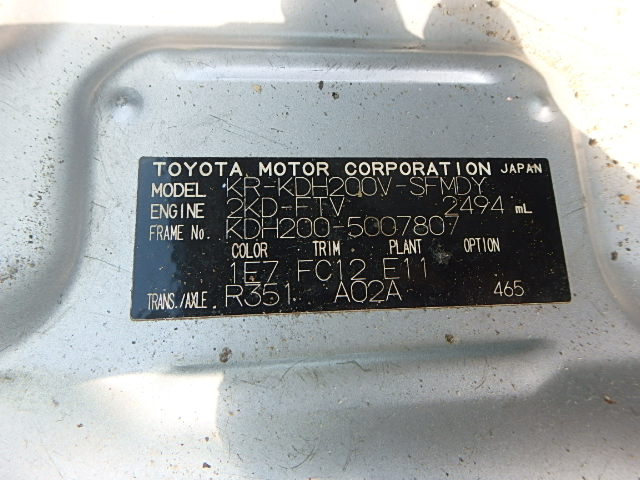 TOYOTA MOTOR CORPORATION JAPAN
MODEL KR-KDH200V-SFMDY
ENGINE 2KD-FTV 2494 mL
FRAME No. KDH200-5007807
COLOR TRIM PLANT OPTION
1E7 FC12 E11
TRANS./AXLE R351 A02A 465